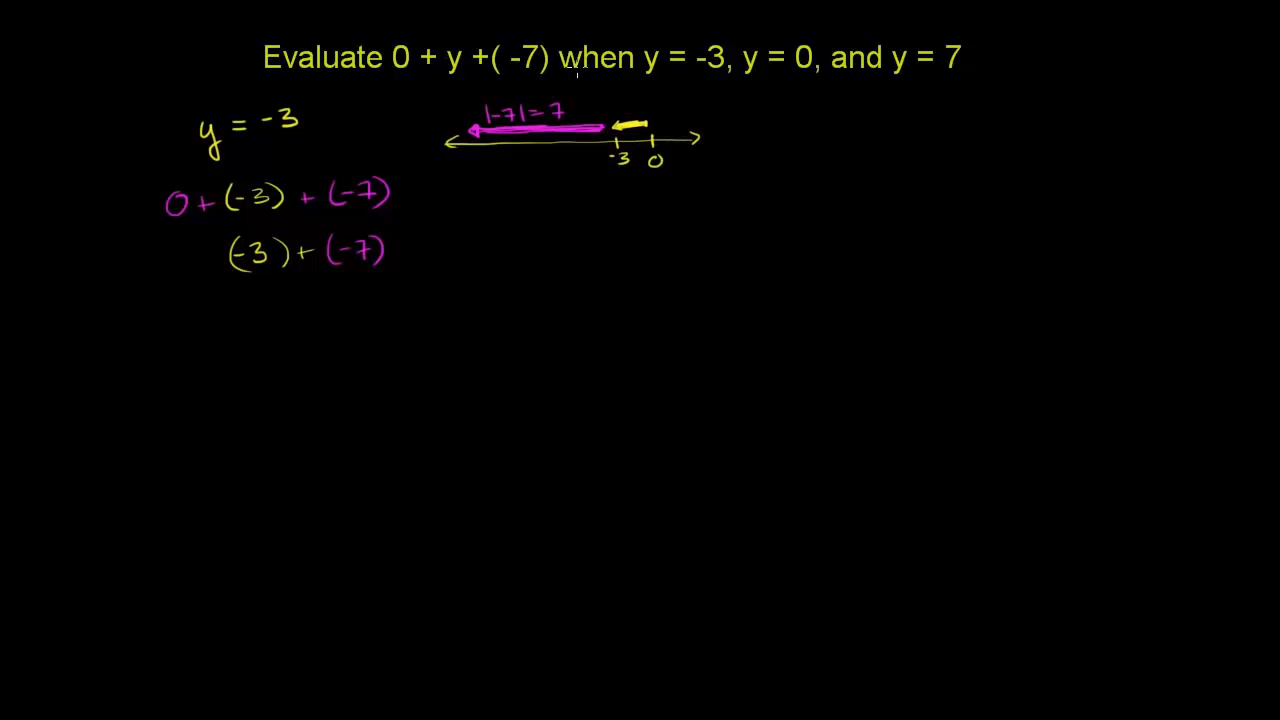 Evaluate 0 + y +( -7) when y = -3, y = 0, and y = 7
y = -3
|-7| = 7
-3 0
0 + (-3) + (-7)
(-3) + (-7)